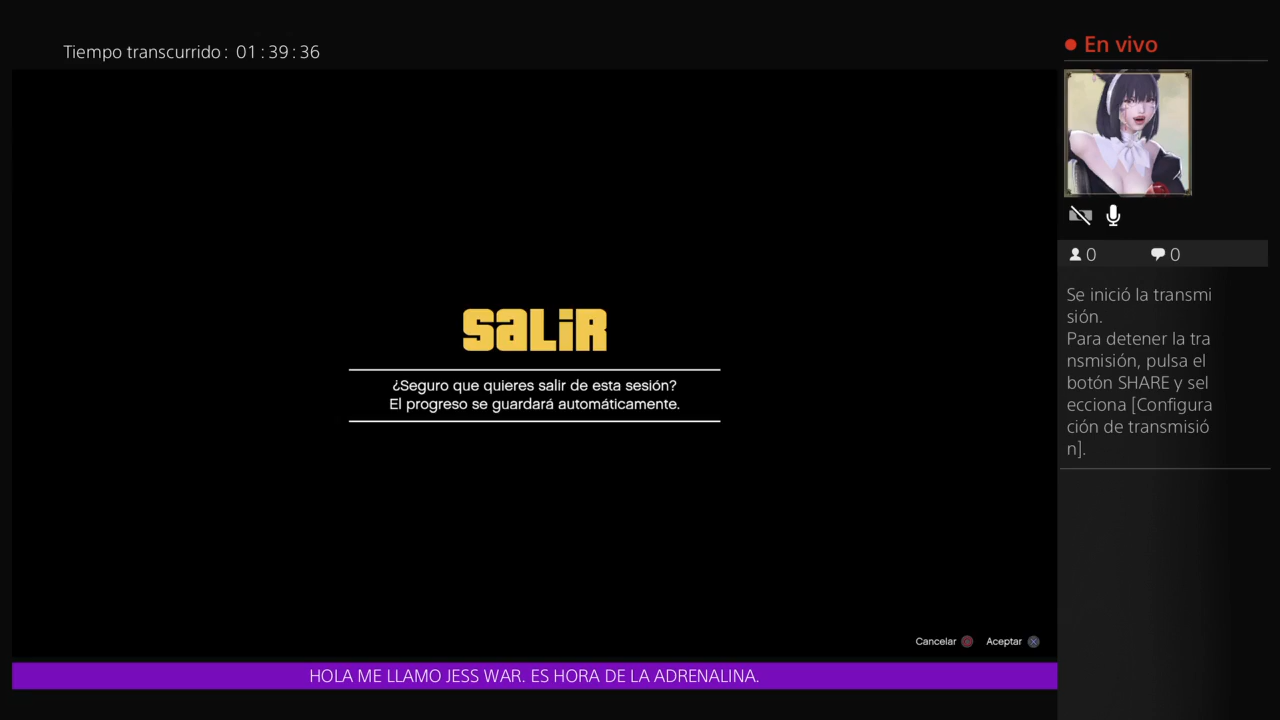 Tiempo transcurrido: 01:39:36
En vivo
0 0
Se inició la transmi
sión.
Para detener la tra
nsmisión, pulsa el
botón SHARE y sel
ecciona [Configura
ción de transmisió
n].
SALIR
¿Seguro que quieres salir de esta sesión?
El progreso se guardará automáticamente.
Cancelar Aceptar
HOLA ME LLAMO JESS WAR. ES HORA DE LA ADRENALINA.